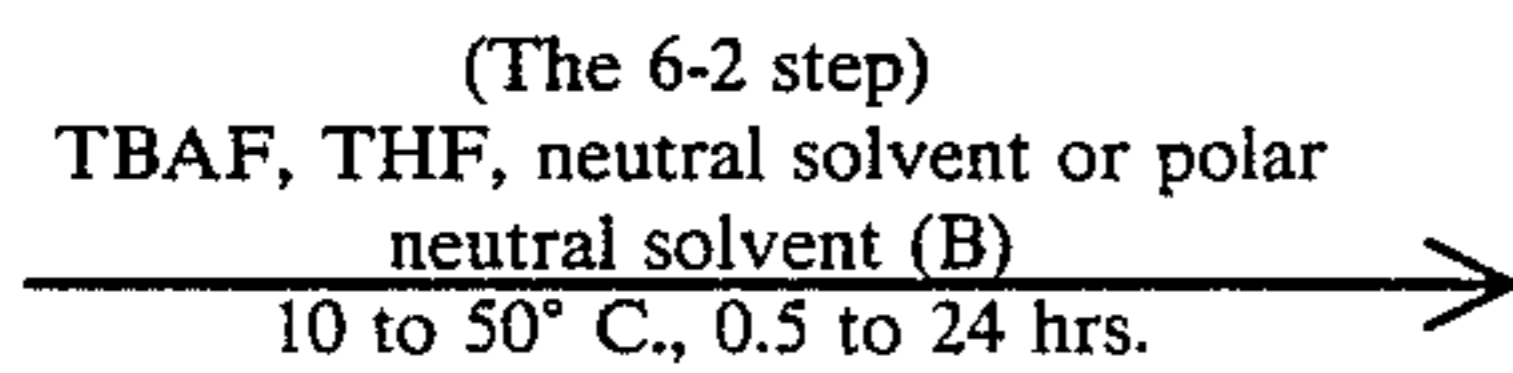 (The 6-2 step)
TBAF, THF, neutral solvent or polar
neutral solvent (B)
10 to 50° C., 0.5 to 24 hrs.